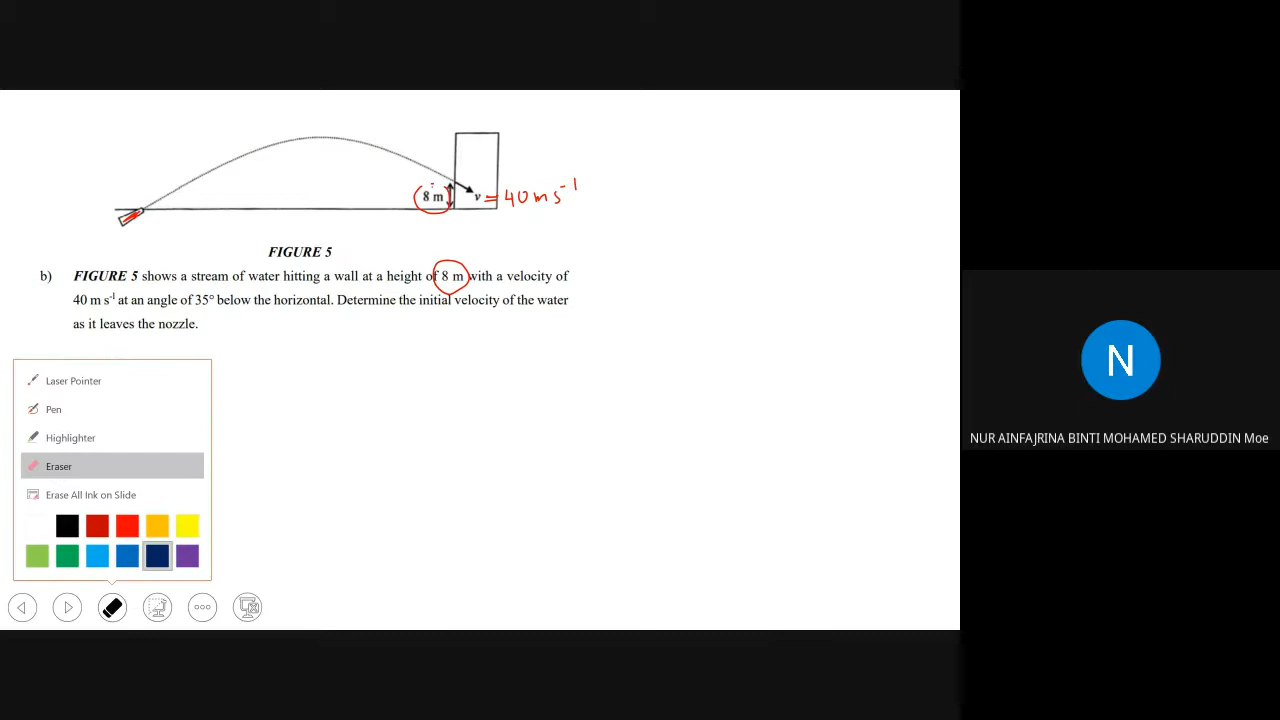 8 m
v = 40 m s⁻¹
FIGURE 5
b) FIGURE 5 shows a stream of water hitting a wall at a height of 8 m with a velocity of
40 m s⁻¹ at an angle of 35° below the horizontal. Determine the initial velocity of the water
as it leaves the nozzle.
Laser Pointer
Pen
Highlighter
Eraser
Erase All Ink on Slide
N
NUR AINFAJRINA BINTI MOHAMED SHARUDDIN Moe